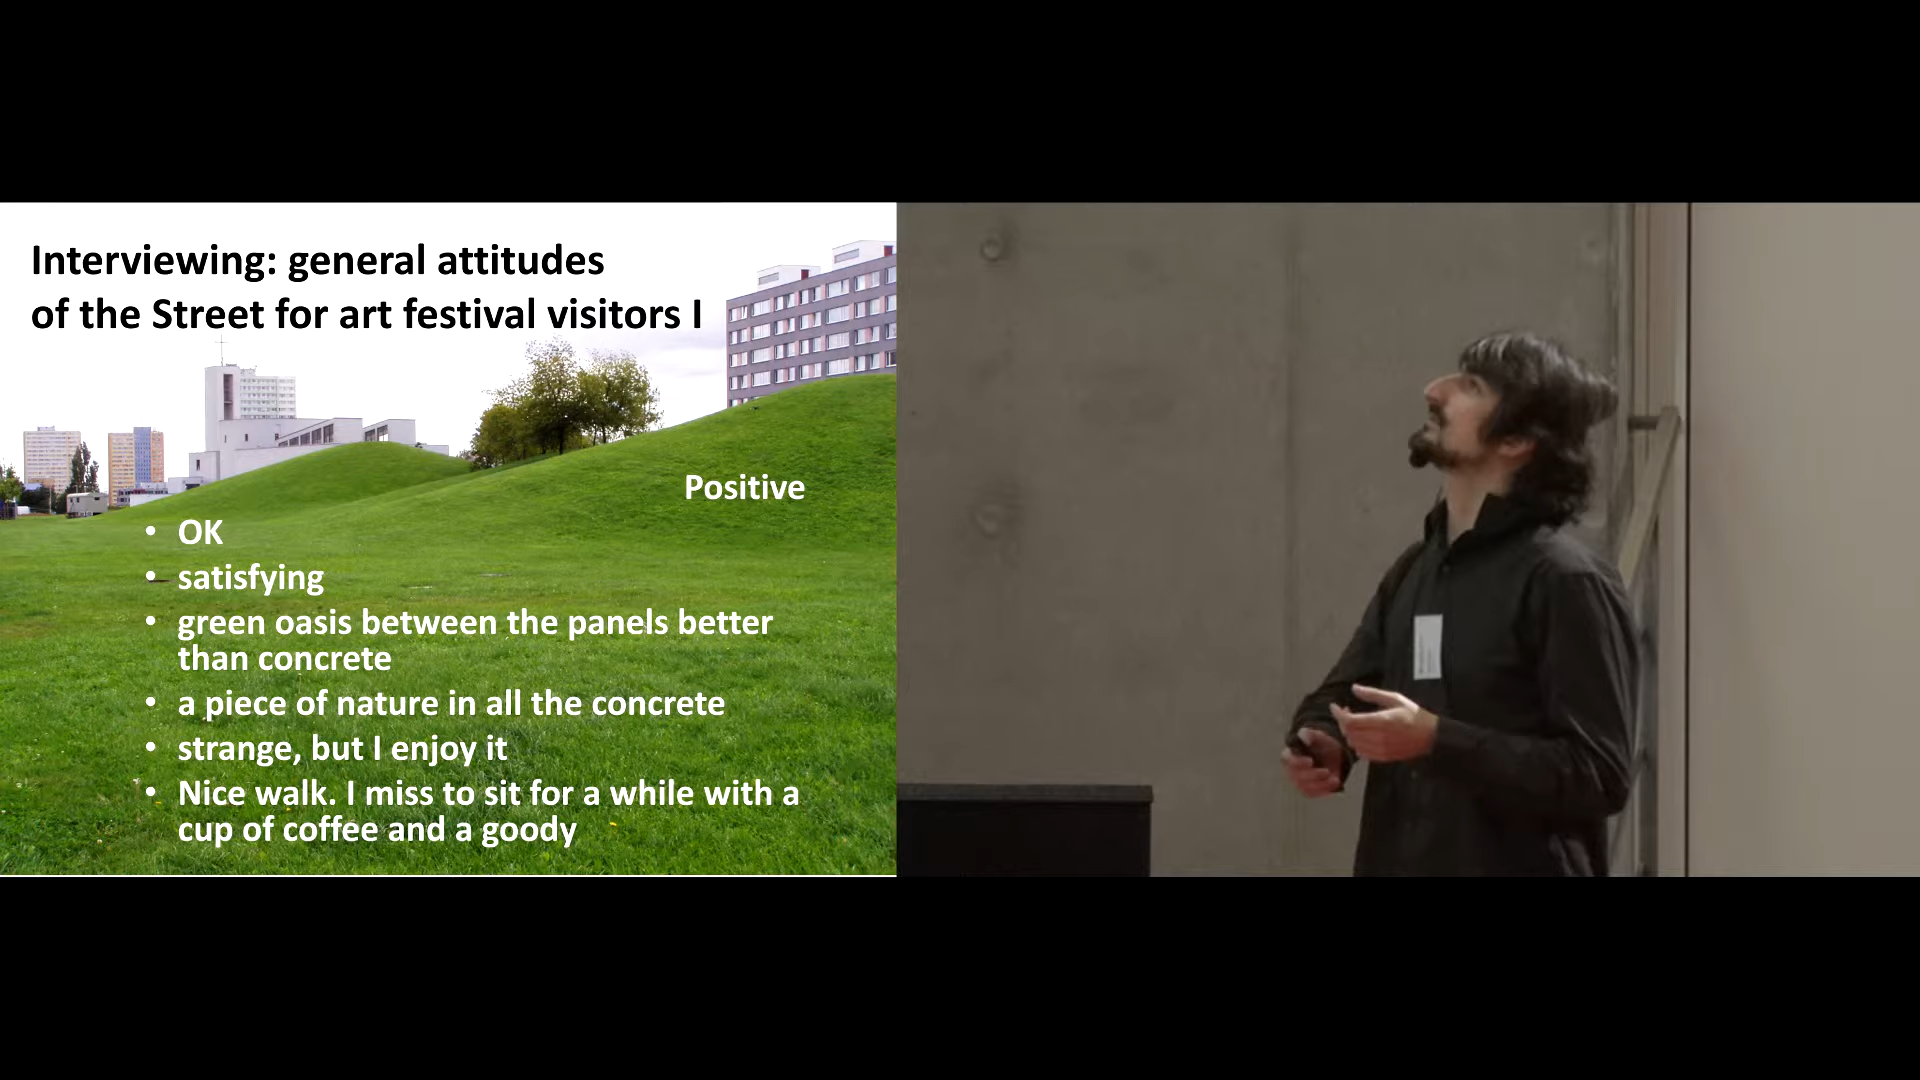 Interviewing: general attitudes
of the Street for art festival visitors I
Positive
• OK
• satisfying
• green oasis between the panels better
than concrete
• a piece of nature in all the concrete
• strange, but I enjoy it
• Nice walk. I miss to sit for a while with a
cup of coffee and a goody